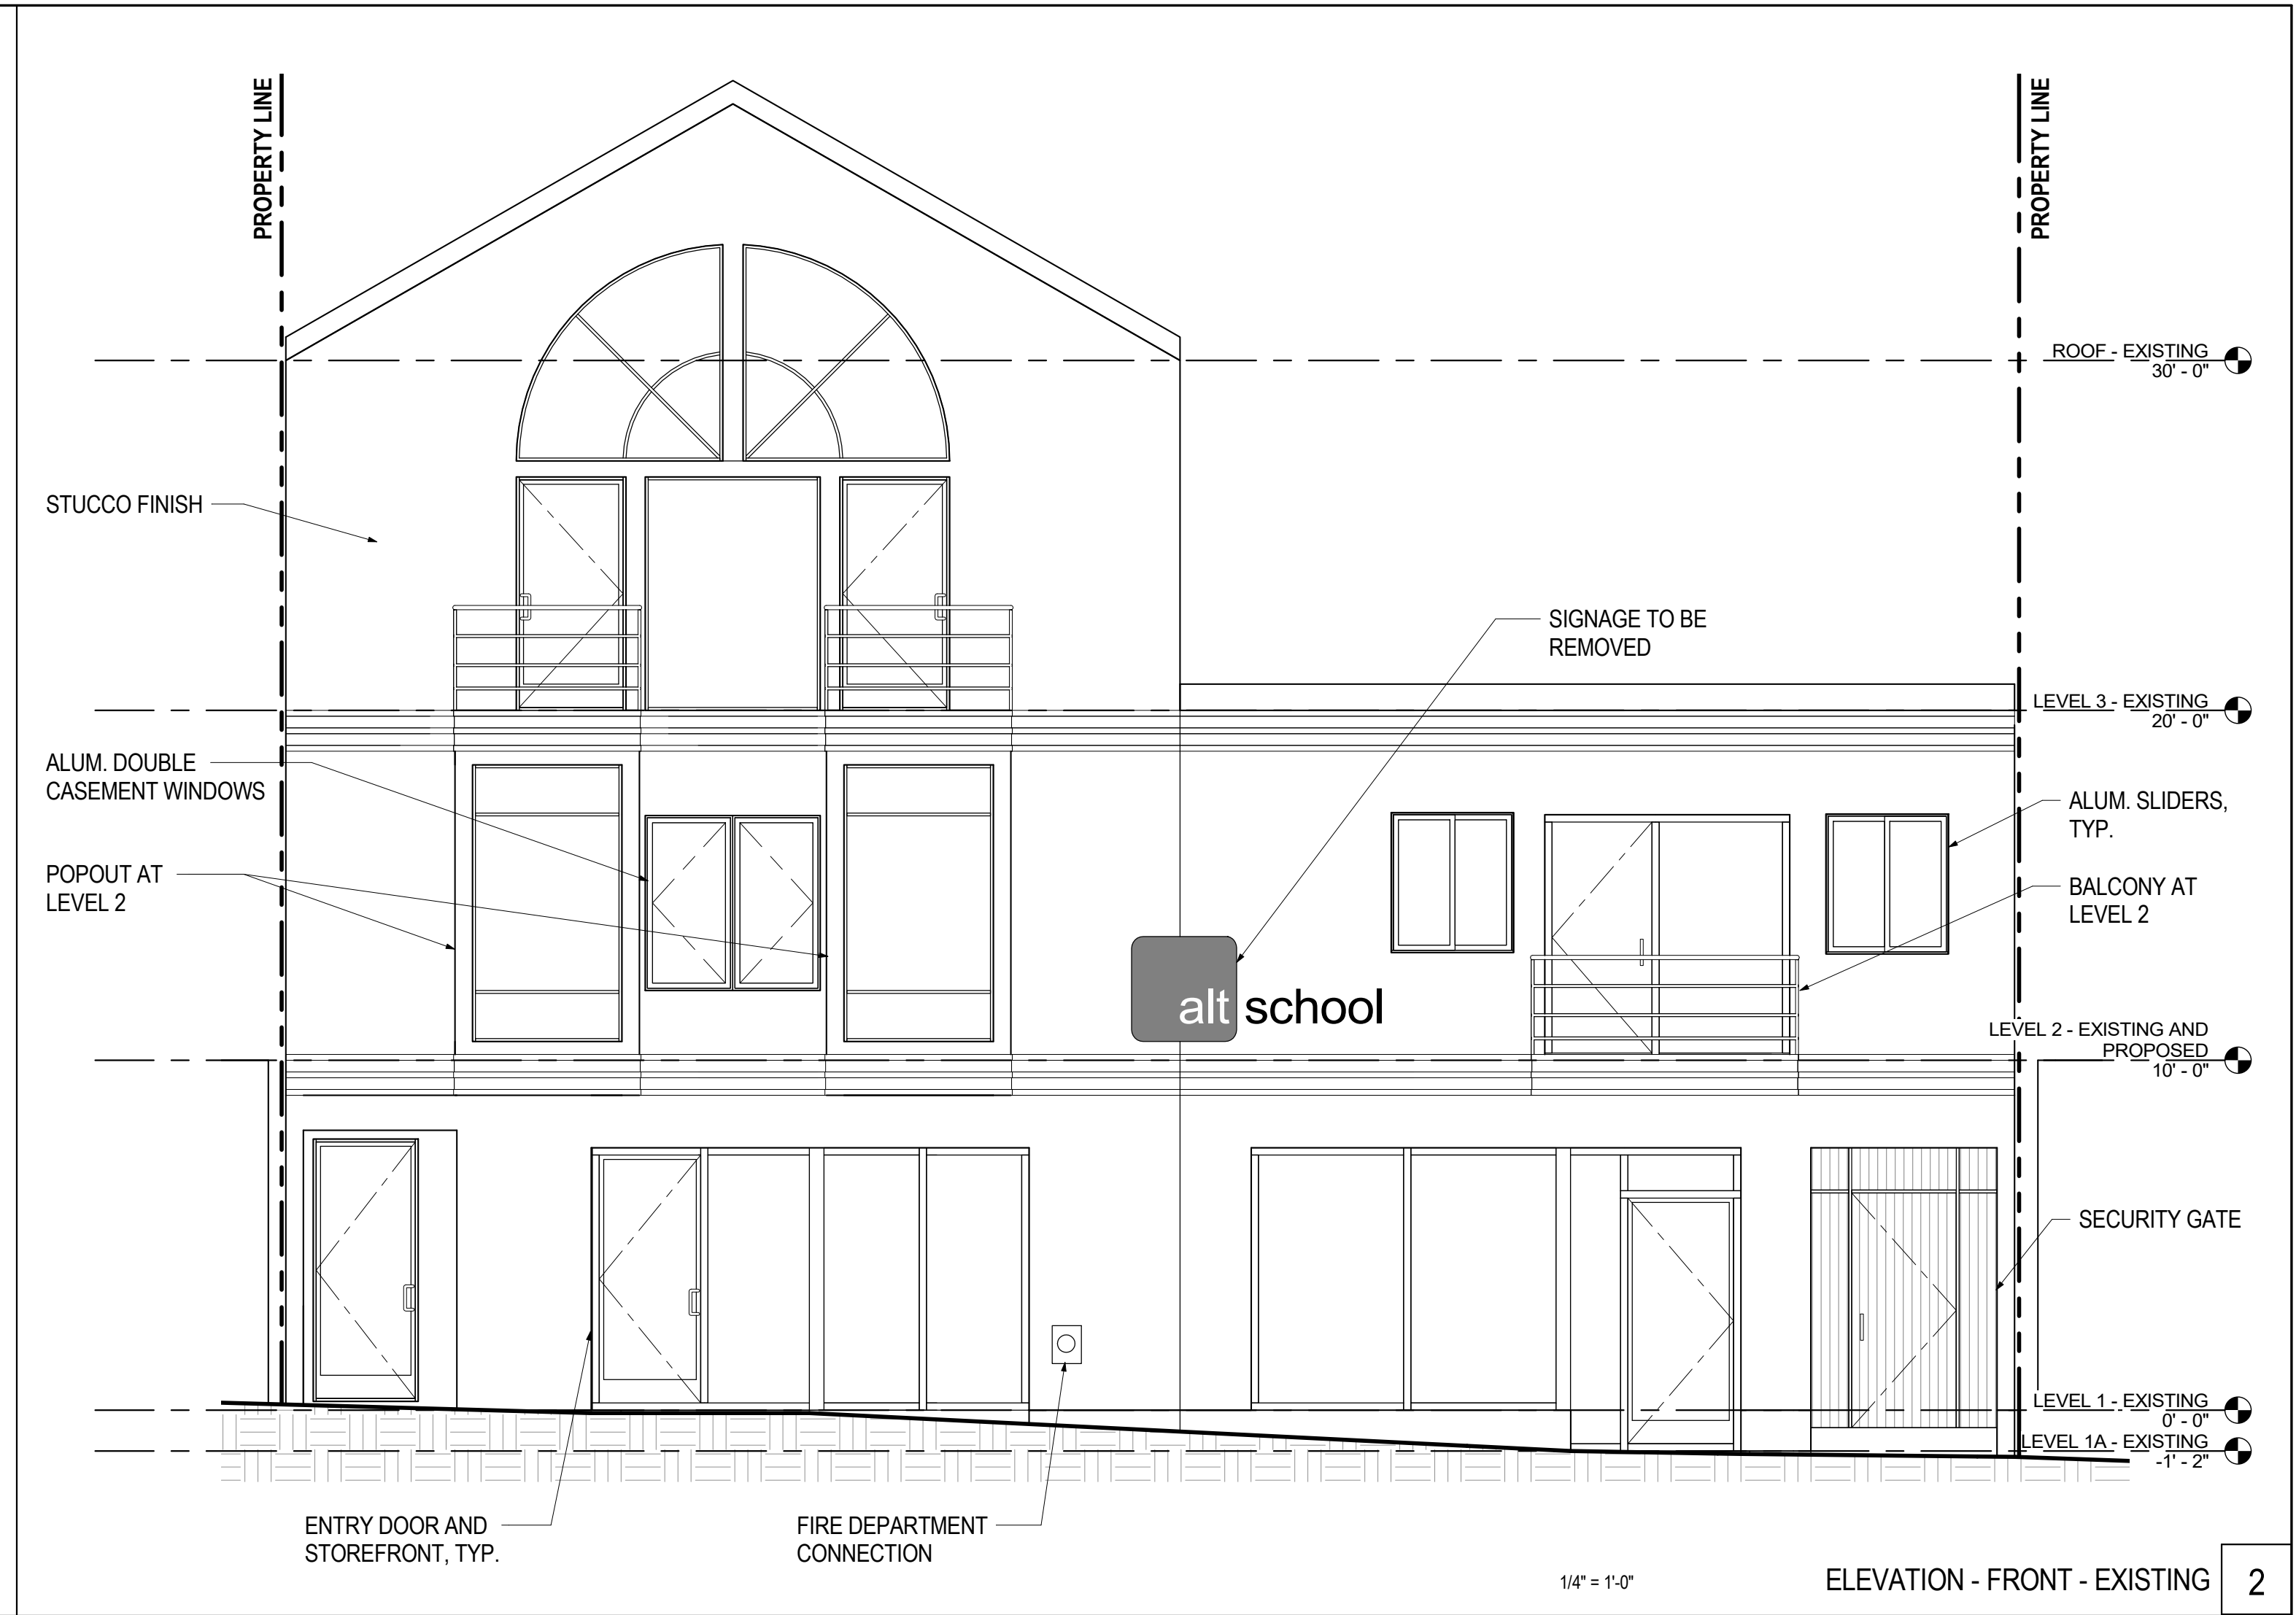 PROPERTY LINE
PROPERTY LINE
ROOF - EXISTING
30' - 0"
STUCCO FINISH
SIGNAGE TO BE
REMOVED
LEVEL 3 - EXISTING
20' - 0"
ALUM. DOUBLE
CASEMENT WINDOWS
ALUM. SLIDERS,
TYP.
POPOUT AT
LEVEL 2
BALCONY AT
LEVEL 2
alt school
LEVEL 2 - EXISTING AND
PROPOSED
10' - 0"
SECURITY GATE
LEVEL 1 - EXISTING
0' - 0"
LEVEL 1A - EXISTING
-1' - 2"
ENTRY DOOR AND
STOREFRONT, TYP.
FIRE DEPARTMENT
CONNECTION
1/4" = 1'-0"
ELEVATION - FRONT - EXISTING
2